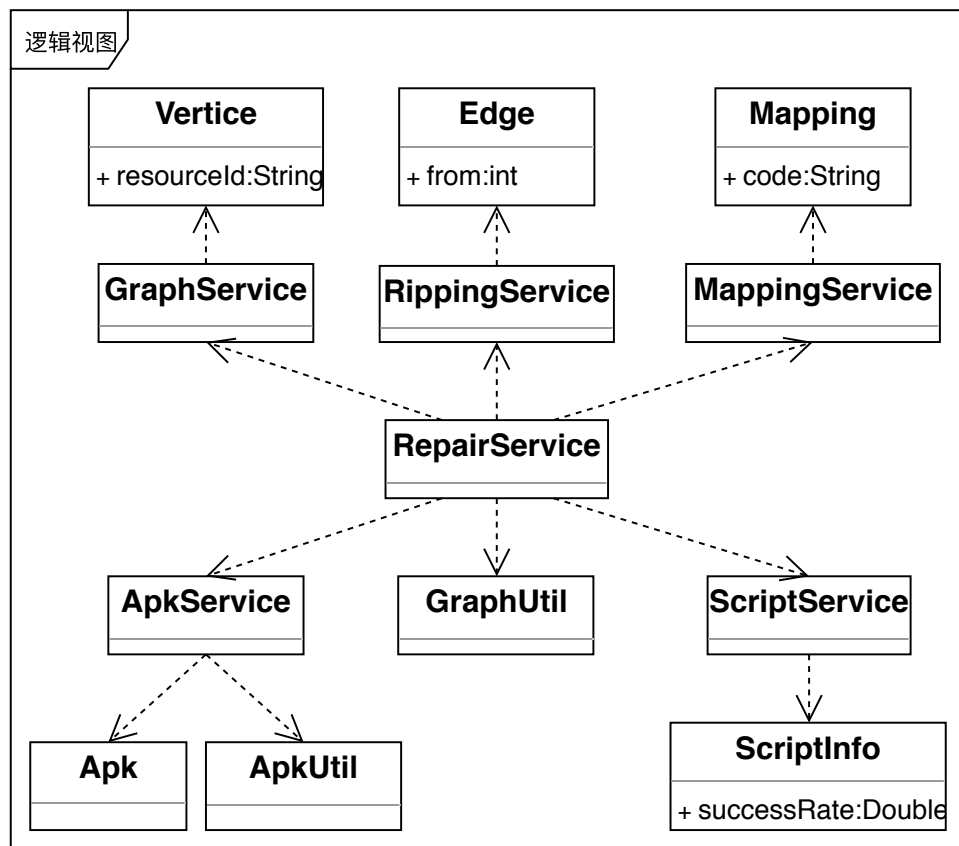 逻辑视图
Vertice
+ resourceId:String
Edge
+ from:int
Mapping
+ code:String
GraphService
RippingService
MappingService
RepairService
ApkService
GraphUtil
ScriptService
Apk
ApkUtil
ScriptInfo
+ successRate:Double